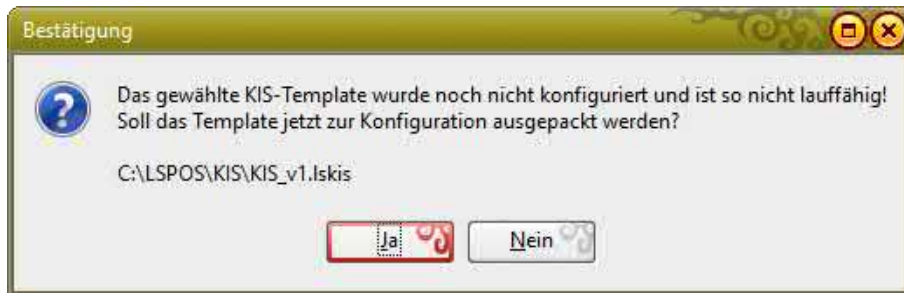 Bestätigung
Das gewählte KIS-Template wurde noch nicht konfiguriert und ist so nicht lauffähig!
Soll das Template jetzt zur Konfiguration ausgepackt werden?
C:\LSPOS\KIS\KIS_v1.lskis
Ja
Nein